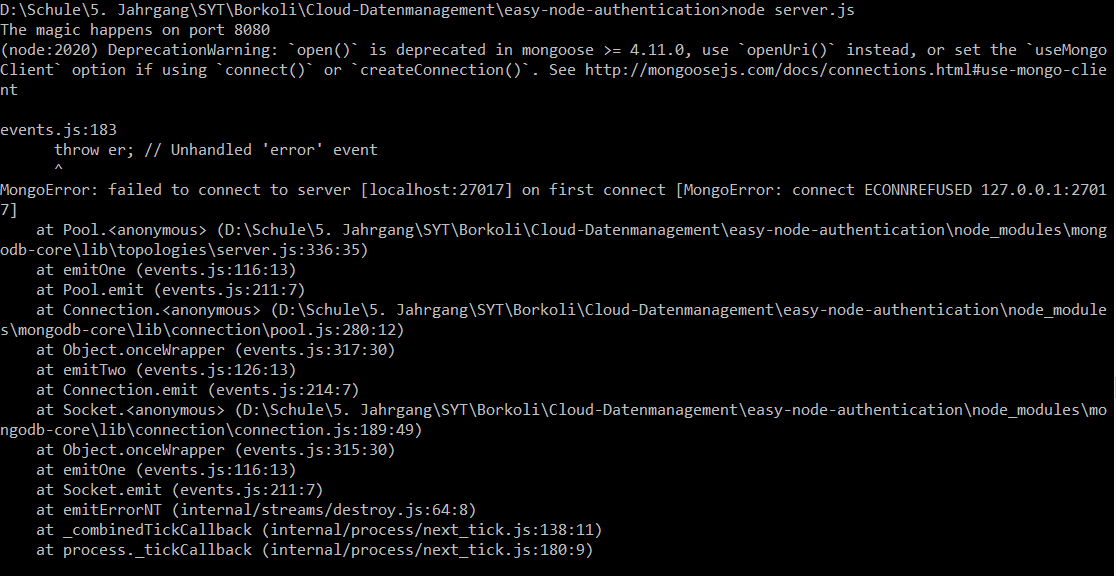 D:\Schule\5. Jahrgang\SYT\Borkoli\Cloud-Datenmanagement\easy-node-authentication>node server.js
The magic happens on port 8080
(node:2020) DeprecationWarning: `open()` is deprecated in mongoose >= 4.11.0, use `openUri()` instead, or set the `useMongo
Client` option if using `connect()` or `createConnection()`. See http://mongoosejs.com/docs/connections.html#use-mongo-clie
nt
events.js:183
      throw er; // Unhandled 'error' event
      ^
MongoError: failed to connect to server [localhost:27017] on first connect [MongoError: connect ECONNREFUSED 127.0.0.1:2701
7]
    at Pool.<anonymous> (D:\Schule\5. Jahrgang\SYT\Borkoli\Cloud-Datenmanagement\easy-node-authentication\node_modules\mong
odb-core\lib\topologies\server.js:336:35)
    at emitOne (events.js:116:13)
    at Pool.emit (events.js:211:7)
    at Connection.<anonymous> (D:\Schule\5. Jahrgang\SYT\Borkoli\Cloud-Datenmanagement\easy-node-authentication\node_module
s\mongodb-core\lib\connection\pool.js:280:12)
    at Object.onceWrapper (events.js:317:30)
    at emitTwo (events.js:126:13)
    at Connection.emit (events.js:214:7)
    at Socket.<anonymous> (D:\Schule\5. Jahrgang\SYT\Borkoli\Cloud-Datenmanagement\easy-node-authentication\node_modules\mo
ngodb-core\lib\connection\connection.js:189:49)
    at Object.onceWrapper (events.js:315:30)
    at emitOne (events.js:116:13)
    at Socket.emit (events.js:211:7)
    at emitErrorNT (internal/streams/destroy.js:64:8)
    at _combinedTickCallback (internal/process/next_tick.js:138:11)
    at process._tickCallback (internal/process/next_tick.js:180:9)